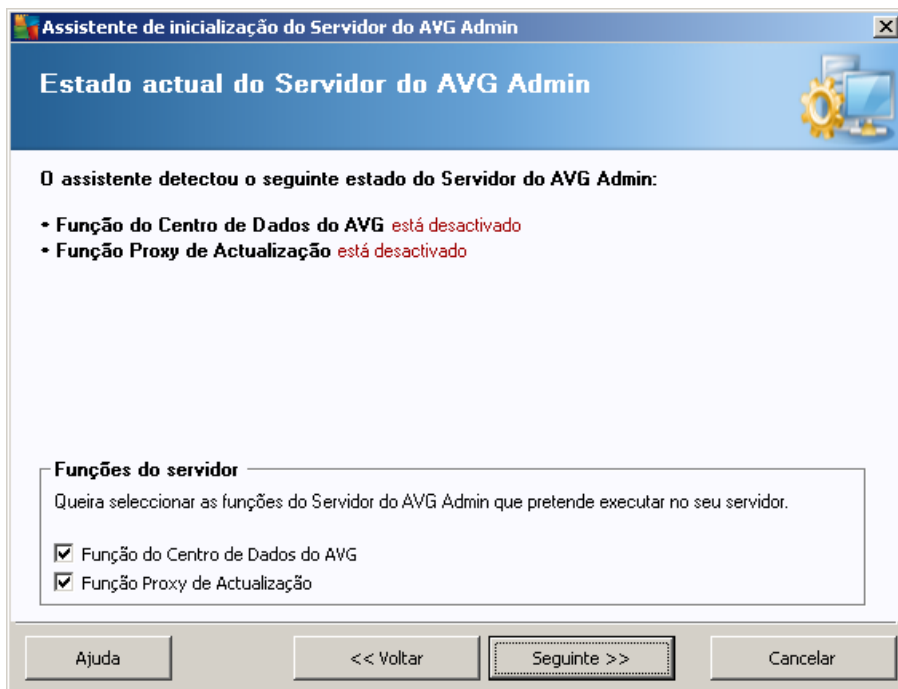 Assistente de inicialização do Servidor do AVG Admin
Estado actual do Servidor do AVG Admin
O assistente detectou o seguinte estado do Servidor do AVG Admin:
• Função do Centro de Dados do AVG está desactivado
• Função Proxy de Actualização está desactivado
Funções do servidor
Queira seleccionar as funções do Servidor do AVG Admin que pretende executar no seu servidor.
Função do Centro de Dados do AVG
Função Proxy de Actualização
Ajuda
<< Voltar
Seguinte >>
Cancelar